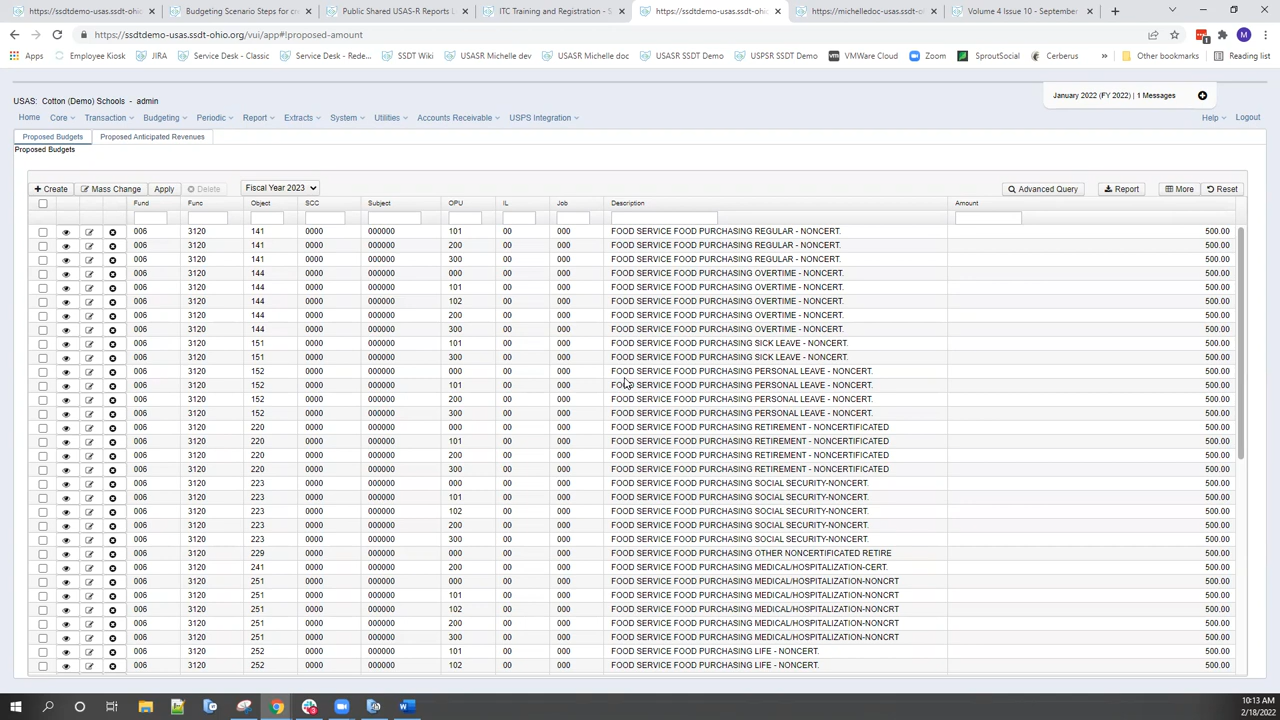 https://ssdtdemo-usas.ssdt-ohio
Budgeting Scenario Steps for c
Public Shared USAS-R Reports
ITC Training and Registration - S
https://ssdtdemo-usas.ssdt-ohio
https://michelledoc-usas.ssdt-o
Volume 4 Issue 10 - September
https://ssdtdemo-usas.ssdt-ohio.org/vui/app#!proposed-amount
Apps Employee Kiosk JIRA Service Desk - Classic Service Desk - Rede... SSDT Wiki USASR Michelle dev USASR Michelle doc USASR SSDT Demo USPSR SSDT Demo VMWare Cloud Zoom SproutSocial Cerberus » Other bookmarks Reading list
January 2022 (FY 2022) | 1 Messages
USAS: Cotton (Demo) Schools - admin
Home Core Transaction Budgeting Periodic Report Extracts System Utilities Accounts Receivable USPS Integration Help Logout
Proposed Budgets Proposed Anticipated Revenues
Proposed Budgets
Create Mass Change Apply Delete Fiscal Year 2023 Advanced Query Report More Reset
Fund Func Object SCC Subject OPU IL Job Description Amount
006 3120 141 0000 000000 101 00 000 FOOD SERVICE FOOD PURCHASING REGULAR - NONCERT. 500.00
006 3120 141 0000 000000 200 00 000 FOOD SERVICE FOOD PURCHASING REGULAR - NONCERT. 500.00
006 3120 141 0000 000000 300 00 000 FOOD SERVICE FOOD PURCHASING REGULAR - NONCERT. 500.00
006 3120 144 0000 000000 000 00 000 FOOD SERVICE FOOD PURCHASING OVERTIME - NONCERT. 500.00
006 3120 144 0000 000000 101 00 000 FOOD SERVICE FOOD PURCHASING OVERTIME - NONCERT. 500.00
006 3120 144 0000 000000 102 00 000 FOOD SERVICE FOOD PURCHASING OVERTIME - NONCERT. 500.00
006 3120 144 0000 000000 200 00 000 FOOD SERVICE FOOD PURCHASING OVERTIME - NONCERT. 500.00
006 3120 144 0000 000000 300 00 000 FOOD SERVICE FOOD PURCHASING OVERTIME - NONCERT. 500.00
006 3120 151 0000 000000 101 00 000 FOOD SERVICE FOOD PURCHASING SICK LEAVE - NONCERT. 500.00
006 3120 151 0000 000000 300 00 000 FOOD SERVICE FOOD PURCHASING SICK LEAVE - NONCERT. 500.00
006 3120 152 0000 000000 000 00 000 FOOD SERVICE FOOD PURCHASING PERSONAL LEAVE - NONCERT. 500.00
006 3120 152 0000 000000 101 00 000 FOOD SERVICE FOOD PURCHASING PERSONAL LEAVE - NONCERT. 500.00
006 3120 152 0000 000000 200 00 000 FOOD SERVICE FOOD PURCHASING PERSONAL LEAVE - NONCERT. 500.00
006 3120 152 0000 000000 300 00 000 FOOD SERVICE FOOD PURCHASING PERSONAL LEAVE - NONCERT. 500.00
006 3120 220 0000 000000 000 00 000 FOOD SERVICE FOOD PURCHASING RETIREMENT - NONCERTIFICATED 500.00
006 3120 220 0000 000000 101 00 000 FOOD SERVICE FOOD PURCHASING RETIREMENT - NONCERTIFICATED 500.00
006 3120 220 0000 000000 200 00 000 FOOD SERVICE FOOD PURCHASING RETIREMENT - NONCERTIFICATED 500.00
006 3120 220 0000 000000 300 00 000 FOOD SERVICE FOOD PURCHASING RETIREMENT - NONCERTIFICATED 500.00
006 3120 223 0000 000000 000 00 000 FOOD SERVICE FOOD PURCHASING SOCIAL SECURITY-NONCERT. 500.00
006 3120 223 0000 000000 101 00 000 FOOD SERVICE FOOD PURCHASING SOCIAL SECURITY-NONCERT. 500.00
006 3120 223 0000 000000 102 00 000 FOOD SERVICE FOOD PURCHASING SOCIAL SECURITY-NONCERT. 500.00
006 3120 223 0000 000000 200 00 000 FOOD SERVICE FOOD PURCHASING SOCIAL SECURITY-NONCERT. 500.00
006 3120 223 0000 000000 300 00 000 FOOD SERVICE FOOD PURCHASING SOCIAL SECURITY-NONCERT. 500.00
006 3120 229 0000 000000 000 00 000 FOOD SERVICE FOOD PURCHASING OTHER NONCERTIFICATED RETIRE 500.00
006 3120 241 0000 000000 200 00 000 FOOD SERVICE FOOD PURCHASING MEDICAL/HOSPITALIZATION-CERT. 500.00
006 3120 251 0000 000000 000 00 000 FOOD SERVICE FOOD PURCHASING MEDICAL/HOSPITALIZATION-NONCRT 500.00
006 3120 251 0000 000000 101 00 000 FOOD SERVICE FOOD PURCHASING MEDICAL/HOSPITALIZATION-NONCRT 500.00
006 3120 251 0000 000000 102 00 000 FOOD SERVICE FOOD PURCHASING MEDICAL/HOSPITALIZATION-NONCRT 500.00
006 3120 251 0000 000000 200 00 000 FOOD SERVICE FOOD PURCHASING MEDICAL/HOSPITALIZATION-NONCRT 500.00
006 3120 251 0000 000000 300 00 000 FOOD SERVICE FOOD PURCHASING MEDICAL/HOSPITALIZATION-NONCRT 500.00
006 3120 252 0000 000000 101 00 000 FOOD SERVICE FOOD PURCHASING LIFE - NONCERT. 500.00
006 3120 252 0000 000000 102 00 000 FOOD SERVICE FOOD PURCHASING LIFE - NONCERT. 500.00
10:13 AM
2/18/2022